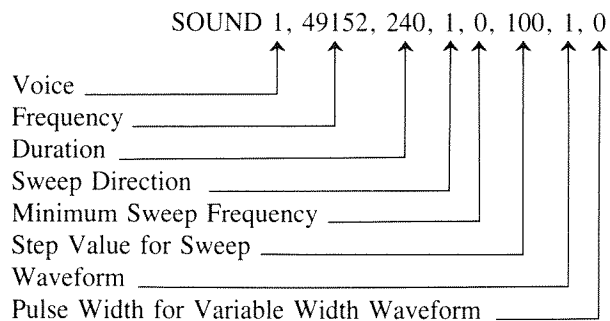 SOUND 1, 49152, 240, 1, 0, 100, 1, 0
Voice
Frequency
Duration
Sweep Direction
Minimum Sweep Frequency
Step Value for Sweep
Waveform
Pulse Width for Variable Width Waveform